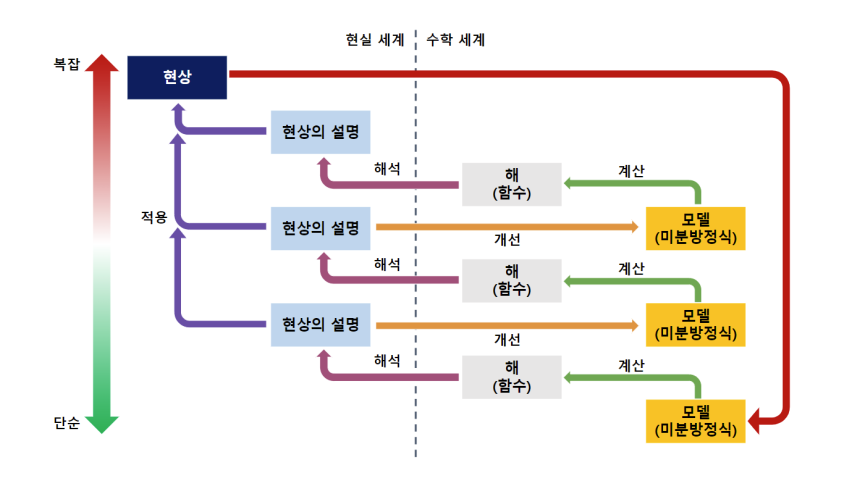 현실 세계
수학 세계
복잡
현상
현상의 설명
해석
해
(함수)
계산
모델
(미분방정식)
적용
현상의 설명
개선
해석
해
(함수)
계산
모델
(미분방정식)
현상의 설명
개선
해석
해
(함수)
계산
모델
(미분방정식)
단순